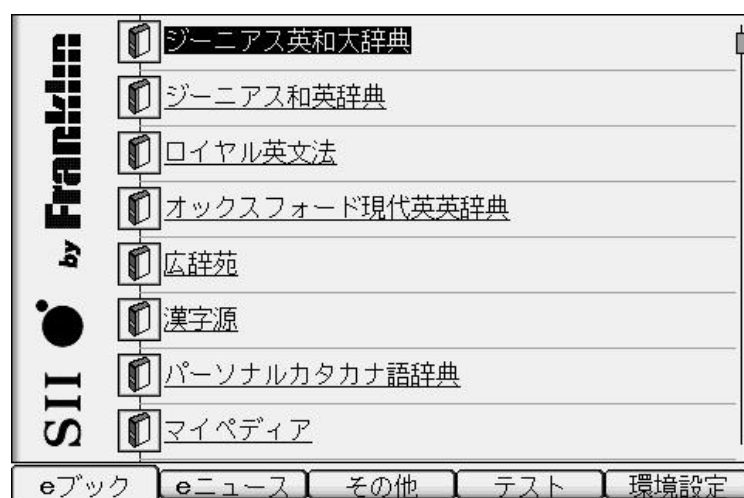 ジーニアス英和大辞典
ジーニアス和英辞典
ロイヤル英文法
オックスフォード現代英英辞典
広辞苑
漢字源
パーソナルカタカナ語辞典
マイペディア
SII by Franklin
eブック eニュース その他 テスト 環境設定